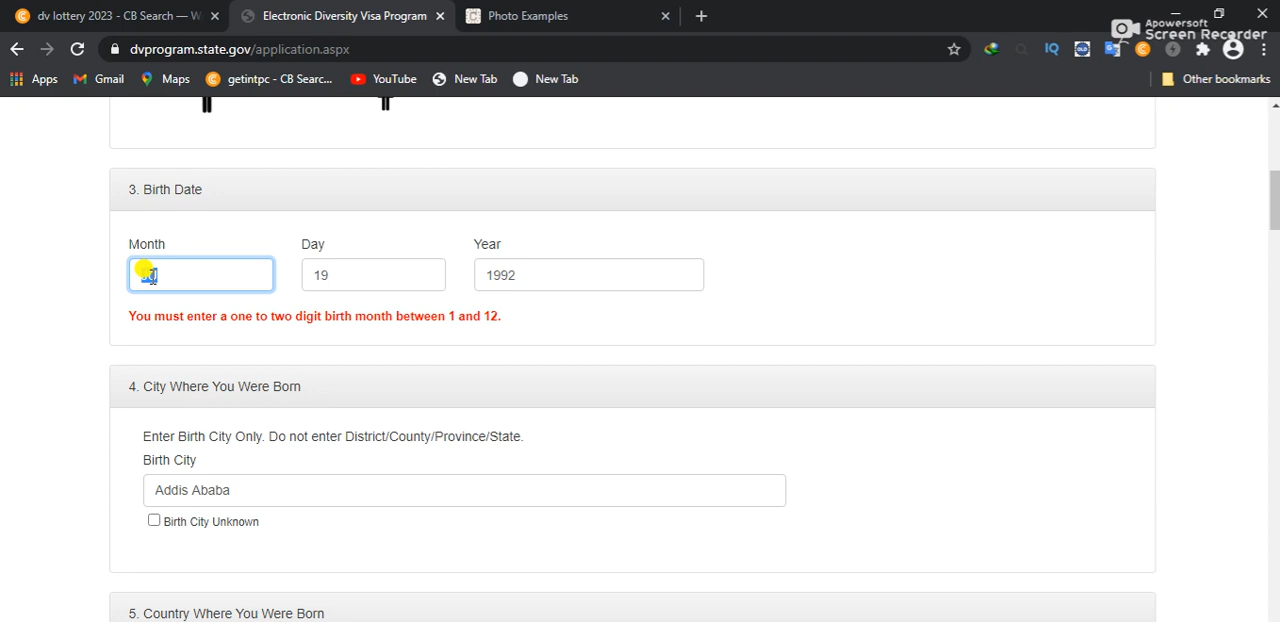 dv lottery 2023 - CB Search — W
Electronic Diversity Visa Program
Photo Examples
Apowersoft
Screen Recorder
dvprogram.state.gov/application.aspx
IQ
Apps
Gmail
Maps
getintpc - CB Searc...
YouTube
New Tab
New Tab
Other bookmarks
3. Birth Date
Month
Day
Year
19
1992
You must enter a one to two digit birth month between 1 and 12.
4. City Where You Were Born
Enter Birth City Only. Do not enter District/County/Province/State.
Birth City
Addis Ababa
Birth City Unknown
5. Country Where You Were Born